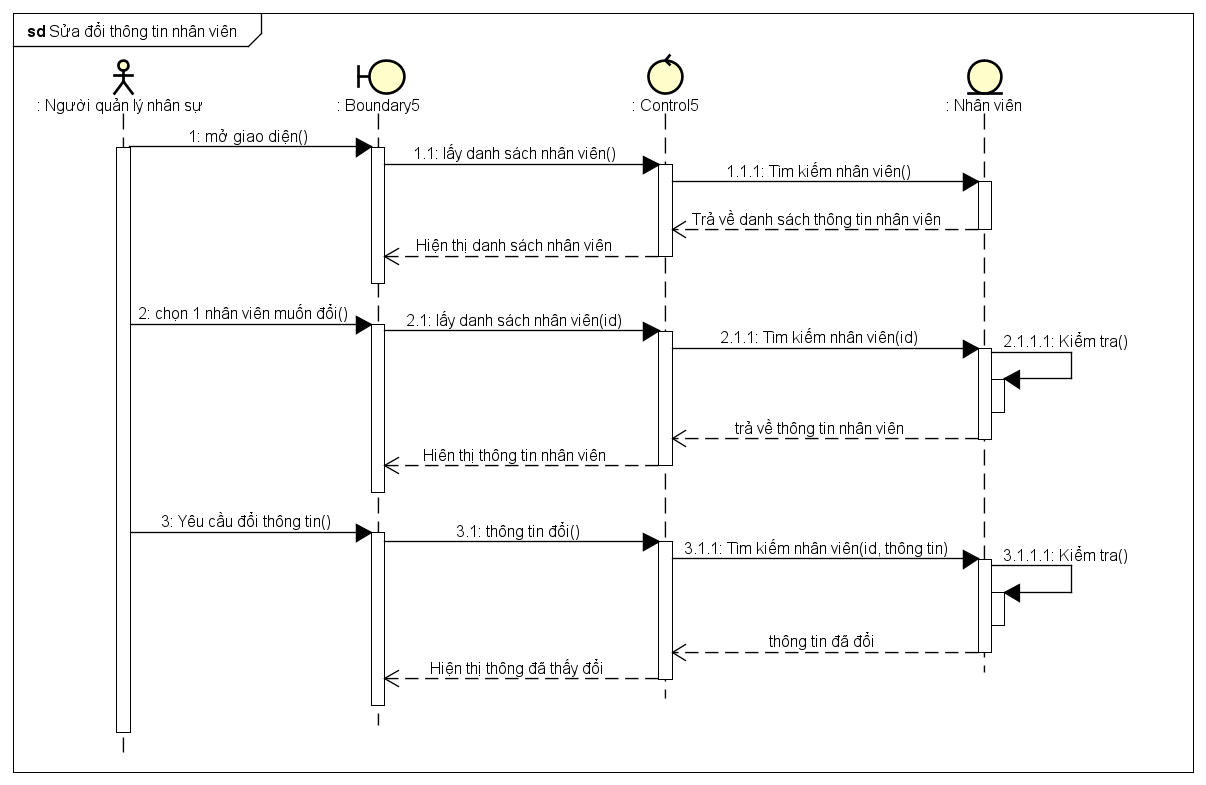 sd Sửa đổi thông tin nhân viên
: Người quản lý nhân sự
: Boundary5
: Control5
: Nhân viên
1: mở giao diện()
1.1: lấy danh sách nhân viên()
1.1.1: Tìm kiếm nhân viên()
Trả về danh sách thông tin nhân viên
Hiện thị danh sách nhân viên
2: chọn 1 nhân viên muốn đổi()
2.1: lấy danh sách nhân viên(id)
2.1.1: Tìm kiếm nhân viên(id)
2.1.1.1: Kiểm tra()
trả về thông tin nhân viên
Hiên thị thông tin nhân viên
3: Yêu cầu đổi thông tin()
3.1: thông tin đổi()
3.1.1: Tìm kiếm nhân viên(id, thông tin)
3.1.1.1: Kiểm tra()
thông tin đã đổi
Hiện thị thông đã thấy đổi